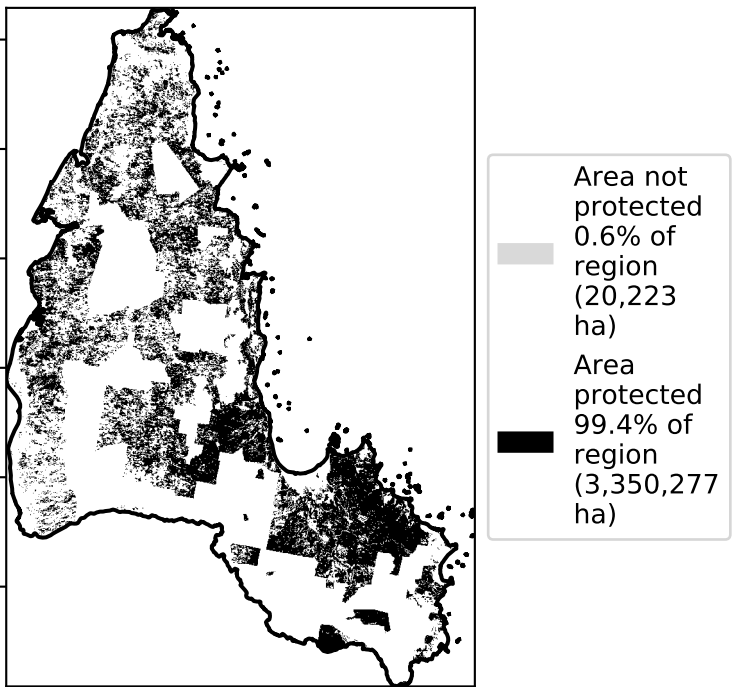 Area not
protected
0.6% of
region
(20,223
ha)
Area
protected
99.4% of
region
(3,350,277
ha)